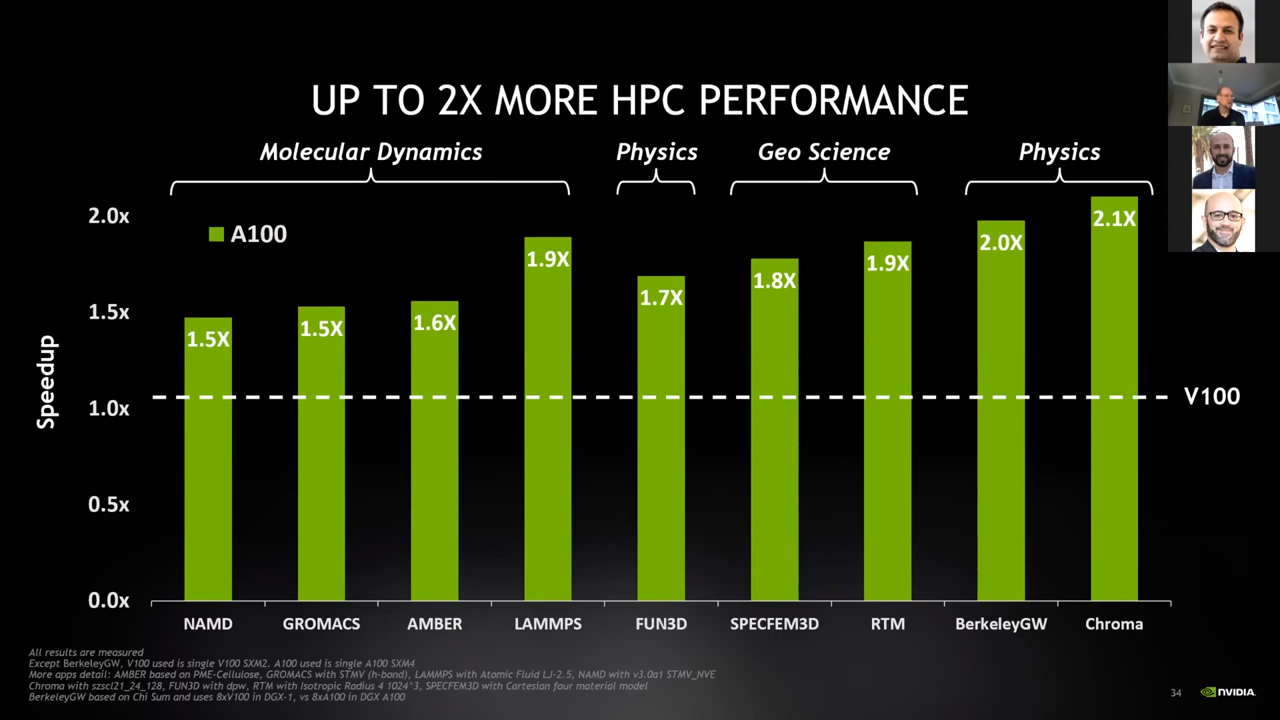 UP TO 2X MORE HPC PERFORMANCE
Molecular Dynamics
Physics
Geo Science
Physics
2.0x
1.5x
1.0x
0.5x
0.0x
Speedup
A100
1.5X
1.5X
1.6X
1.9X
1.7X
1.8X
1.9X
2.0X
2.1X
V100
NAMD
GROMACS
AMBER
LAMMPS
FUN3D
SPECFEM3D
RTM
BerkeleyGW
Chroma
All results are measured
Except BerkeleyGW, V100 used is single V100 SXM2. A100 used is single A100 SXM4
More apps detail: AMBER based on PME-Cellulose, GROMACS with STMV (h-bond), LAMMPS with Atomic Fluid LJ-2.5, NAMD with v3.0a1 STMV_NVE
Chroma with szscl21_24_128, FUN3D with dpw, RTM with Isotropic Radius 4 1024^3, SPECFEM3D with Cartesian four material model
BerkeleyGW based on Chi Sum and uses 8xV100 in DGX-1, vs 8xA100 in DGX A100
34
NVIDIA.